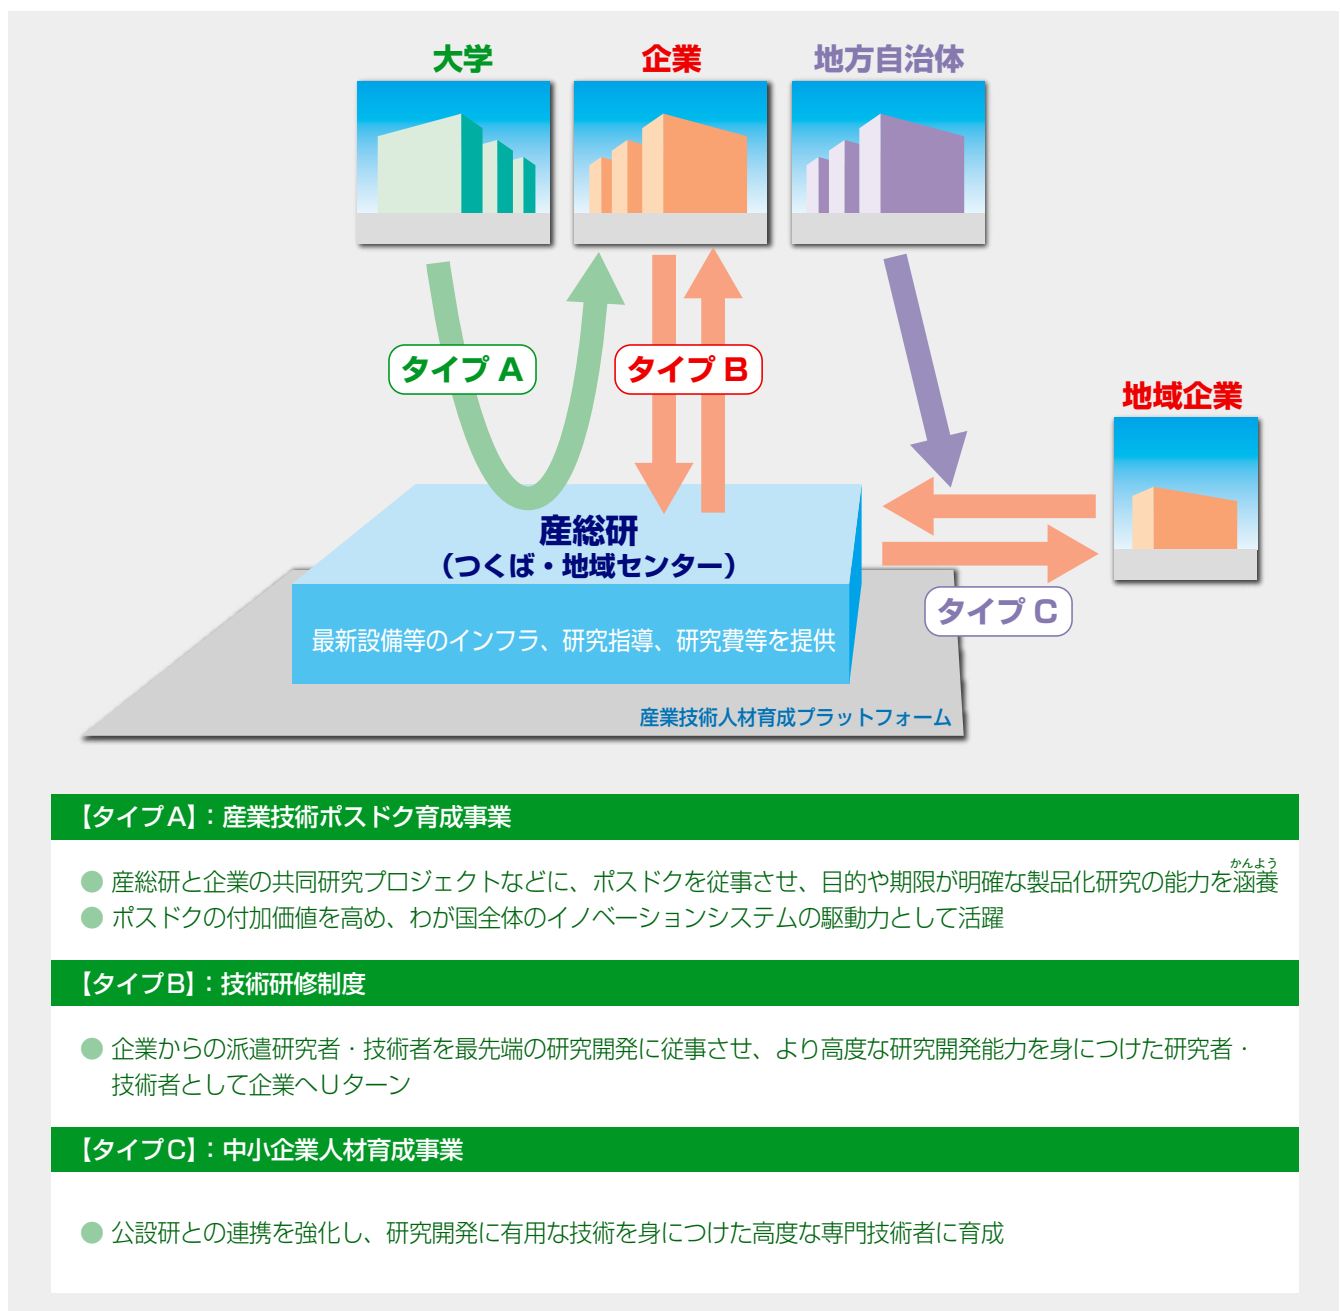 大学
企業
地方自治体
タイプ A
タイプ B
地域企業
産総研
（つくば・地域センター）
タイプ C
最新設備等のインフラ、研究指導、研究費等を提供
産業技術人材育成プラットフォーム
【タイプA】：産業技術ポスドク育成事業
かんよう
● 産総研と企業の共同研究プロジェクトなどに、ポスドクを従事させ、目的や期限が明確な製品化研究の能力を涵養
● ポスドクの付加価値を高め、わが国全体のイノベーションシステムの駆動力として活躍
【タイプB】：技術研修制度
● 企業からの派遣研究者・技術者を最先端の研究開発に従事させ、より高度な研究開発能力を身につけた研究者・
技術者として企業へUターン
【タイプC】：中小企業人材育成事業
● 公設研との連携を強化し、研究開発に有用な技術を身につけた高度な専門技術者に育成